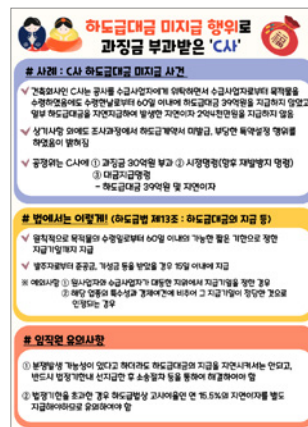 하도급대금 미지급 행위로
과징금 부과받은 'C사'
# 사례 : C사 하도급대금 미지급 사건
✓ 건축의사인 C사는 공사를 수급사업자에게 위탁하면서 수급사업자로부터 목적물을
수령하였음에도 수령한날로부터 60일 이내에 하도급대금 39억원을 지급하지 않았고
일부 하도급대금을 지연지급하여 발생한 지연이자 2억4천만원을 지급하지 않음
✓ 상기사항 외에도 조사과정에서 하도급계약서 미발급, 부당한 특약설정 행위를
하였음이 밝혀짐
✓ 공정위는 C사에 ① 과징금 30억원 부과 ② 시정명령(향후 재발방지 명령)
③ 대금지급명령
- 하도급대금 39억원 및 지연이자
# 법에서는 이렇게! (하도급법 제13조 : 하도급대금의 지급 등)
✓ 원칙적으로 목적물의 수령일로부터 60일 이내의 가능한 짧은 기한으로 정한
지급기일까지 지급
✓ 발주자로부터 준공금, 기성금 등을 받았을 경우 15일 이내에 지급
※ 예외사항 ① 원사업자와 수급사업자가 대등한 지위에서 지급기일을 정한 경우
② 해당 업종의 특수성과 경제여건에 비추어 그 지급기일이 정당한 것으로
인정되는 경우
# 임직원 유의사항
① 분쟁발생 가능성이 있다고 하더라도 하도급대금의 지급을 지연시켜서는 안되고,
반드시 법정기한내 선지급한 후 소송절차 등을 통하여 해결하여야 함
② 법정기한을 초과한 경우 하도급법상 고시이율인 연 15.5%의 지연이자를 별도
지급해야하므로 유의하여야 함